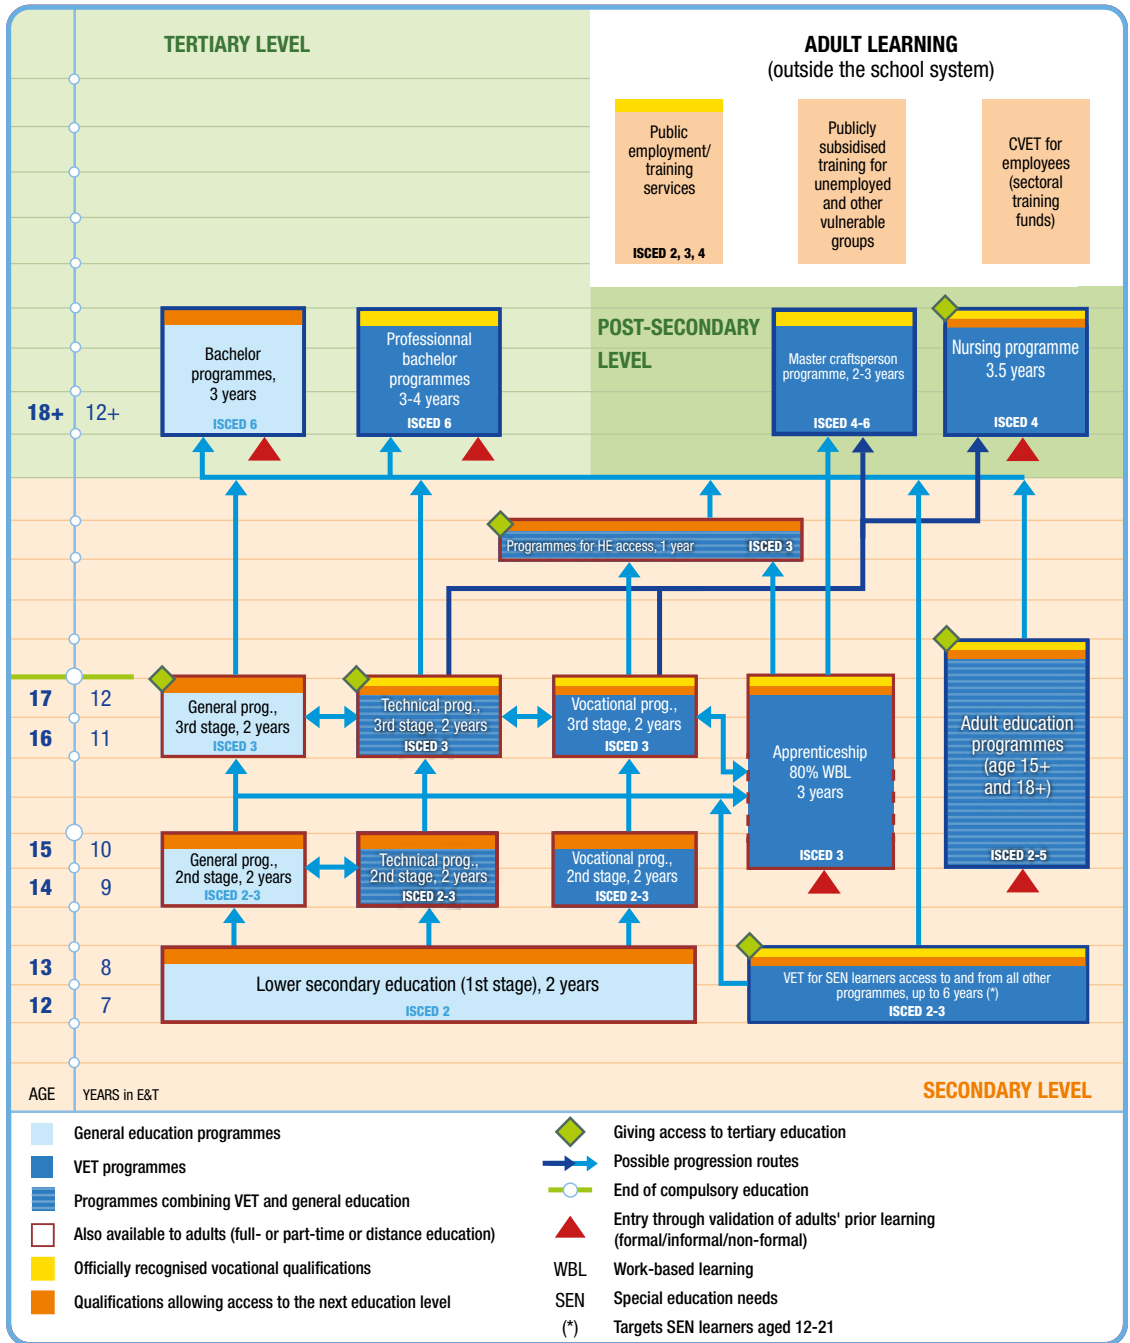 TERTIARY LEVEL
ADULT LEARNING
(outside the school system)
Public
employment/
training
services
ISCED 2, 3, 4
Publicly
subsidised
training for
unemployed
and other
vulnerable
groups
CVET for
employees
(sectoral
training
funds)
POST-SECONDARY
LEVEL
Bachelor
programmes,
3 years
ISCED 6
Professionnal
bachelor
programmes
3-4 years
ISCED 6
Master craftsperson
programme, 2-3 years
ISCED 4-6
Nursing programme
3.5 years
ISCED 4
18+ 12+
Programmes for HE access, 1 year ISCED 3
17 12
16 11
General prog.,
3rd stage, 2 years
ISCED 3
Technical prog.,
3rd stage, 2 years
ISCED 3
Vocational prog.,
3rd stage, 2 years
ISCED 3
Apprenticeship
80% WBL
3 years
ISCED 3
Adult education
programmes
(age 15+
and 18+)
ISCED 2-5
15 10
14 9
General prog.,
2nd stage, 2 years
ISCED 2-3
Technical prog.,
2nd stage, 2 years
ISCED 2-3
Vocational prog.,
2nd stage, 2 years
ISCED 2-3
13 8
12 7
Lower secondary education (1st stage), 2 years
ISCED 2
VET for SEN learners access to and from all other
programmes, up to 6 years (*)
ISCED 2-3
AGE YEARS in E&T
SECONDARY LEVEL
General education programmes
VET programmes
Programmes combining VET and general education
Also available to adults (full- or part-time or distance education)
Officially recognised vocational qualifications
Qualifications allowing access to the next education level
Giving access to tertiary education
Possible progression routes
End of compulsory education
Entry through validation of adults' prior learning
(formal/informal/non-formal)
WBL Work-based learning
SEN Special education needs
(*) Targets SEN learners aged 12-21